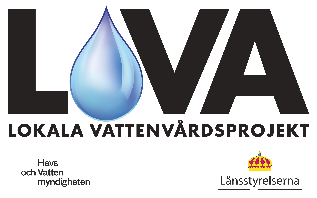 LOVA
LOKALA VATTENVÅRDSPROJEKT
Havs
och Vatten
myndigheten
Länsstyrelserna